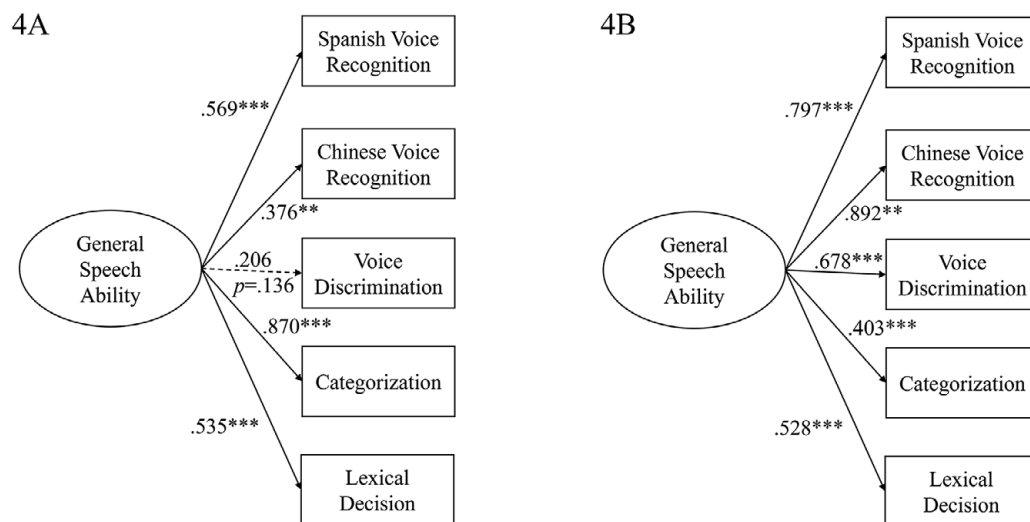 4A
Spanish Voice
Recognition
.569***
Chinese Voice
Recognition
.376**
General
Speech
Ability
.206
p=.136
Voice
Discrimination
.870***
Categorization
.535***
Lexical
Decision
4B
Spanish Voice
Recognition
.797***
Chinese Voice
Recognition
.892**
General
Speech
Ability
.678***
Voice
Discrimination
.403***
Categorization
.528***
Lexical
Decision